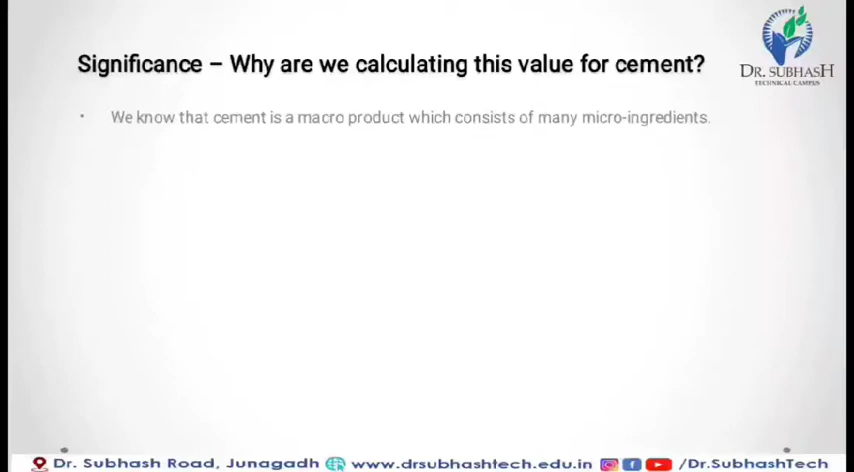 Significance – Why are we calculating this value for cement?
DR. SUBHASH
TECHNICAL CAMPUS
• We know that cement is a macro product which consists of many micro-ingredients.
Dr. Subhash Road, Junagadh www.drsubhashtech.edu.in /Dr.SubhashTech